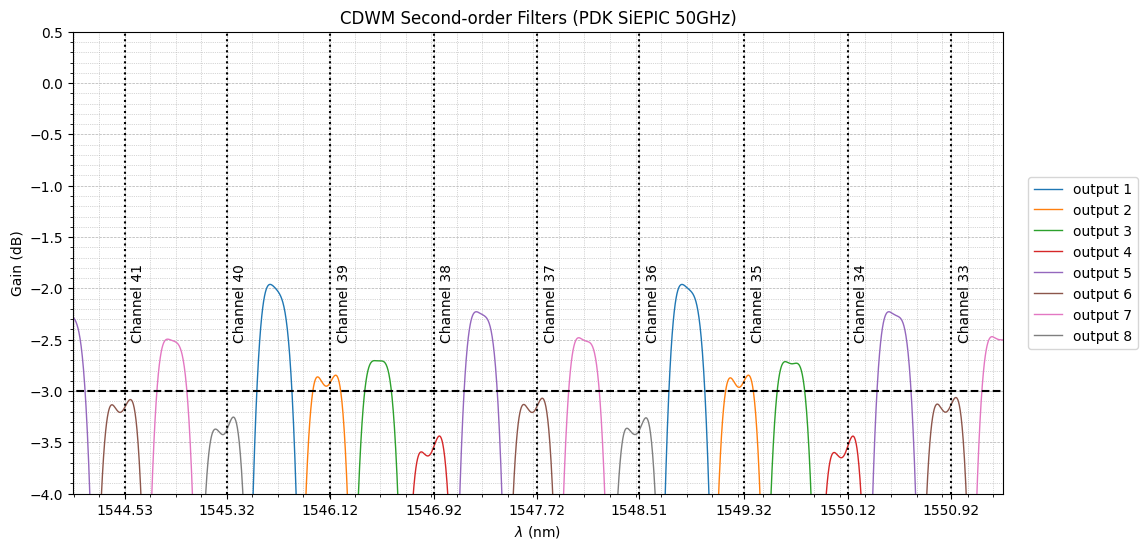 CDWM Second-order Filters (PDK SiEPIC 50GHz)
Gain (dB)
0.5
0.0
−0.5
−1.0
−1.5
−2.0
−2.5
−3.0
−3.5
−4.0
Channel 41
Channel 40
Channel 39
Channel 38
Channel 37
Channel 36
Channel 35
Channel 34
Channel 33
1544.53
1545.32
1546.12
1546.92
1547.72
1548.51
1549.32
1550.12
1550.92
λ (nm)
output 1
output 2
output 3
output 4
output 5
output 6
output 7
output 8